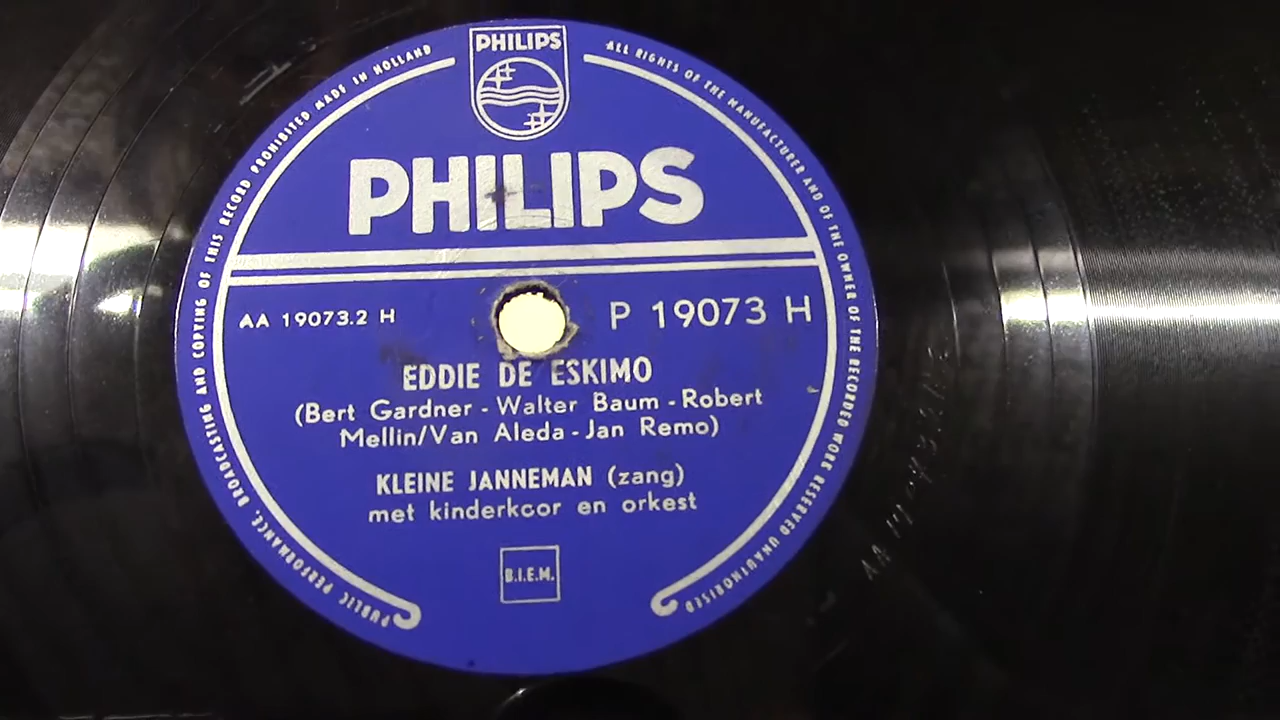 PHILIPS
PHILIPS
AA 19073.2 H
P 19073 H
EDDIE DE ESKIMO
(Bert Gardner - Walter Baum - Robert
Mellin/Van Aleda - Jan Remo)
KLEINE JANNEMAN (zang)
met kinderkoor en orkest
B.I.E.M.
ALL RIGHTS OF THE MANUFACTURER AND OF THE OWNER OF THE RECORDED WORK RESERVED UNAUTHORISED
PUBLIC PERFORMANCE, BROADCASTING AND COPYING OF THIS RECORD PROHIBITED MADE IN HOLLAND